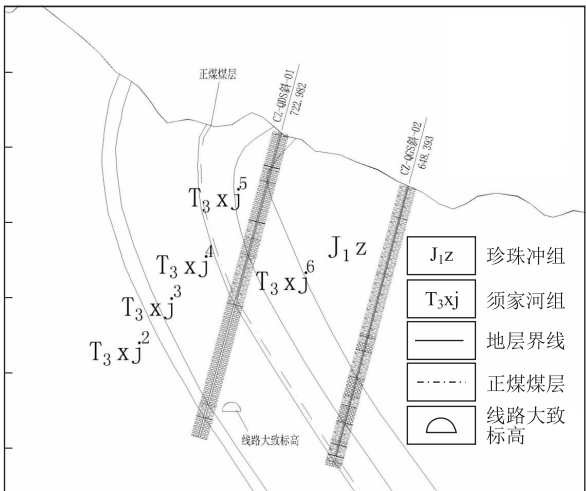 正煤煤层
CZ-QDS斜-01
722.982
CZ-QGS斜-02
648.393
T₃xj⁵
J₁z
T₃xj⁴
T₃xj⁶
T₃xj³
T₃xj²
线路大致标高
J₁z 珍珠冲组
T₃xj 须家河组
地层界线
正煤煤层
线路大致
标高